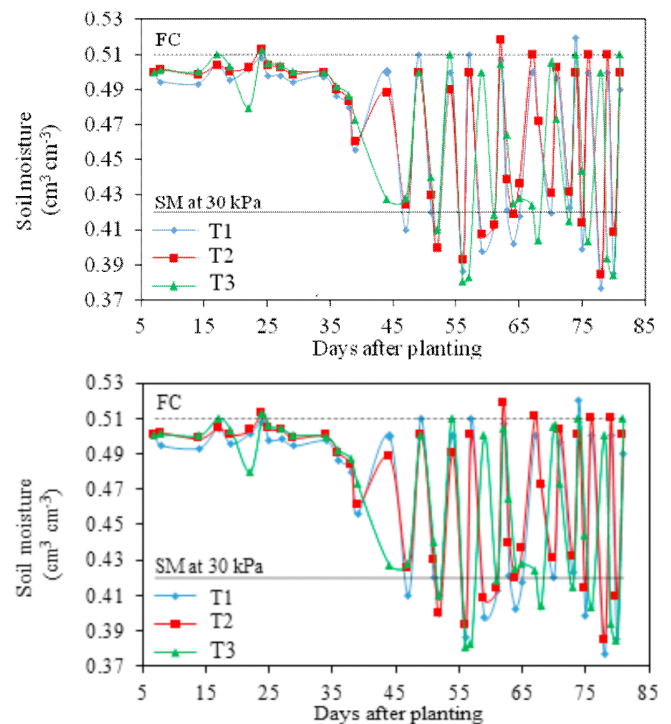 0.53
FC
0.51
0.49
0.47
0.45
0.43
SM at 30 kPa
0.41
T1
T2
0.39
T3
0.37
5 15 25 35 45 55 65 75 85
Days after planting
Soil moisture
(cm³ cm⁻³)
0.53
FC
0.51
0.49
0.47
0.45
0.43
SM at 30 kPa
0.41
T1
T2
0.39
T3
0.37
5 15 25 35 45 55 65 75 85
Days after planting
Soil moisture
(cm³ cm⁻³)